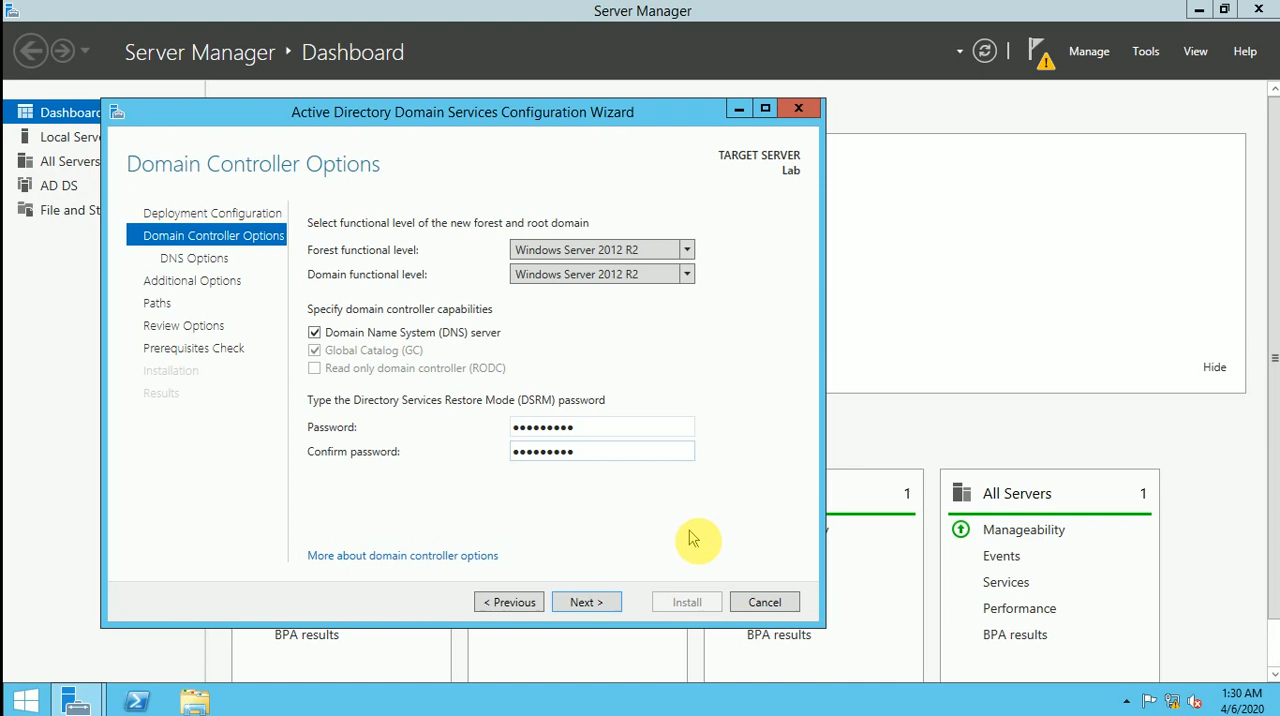 Server Manager
Server Manager ‣ Dashboard
Manage Tools View Help
Dashboard
Local Serv
All Servers
AD DS
File and St
Active Directory Domain Services Configuration Wizard
Domain Controller Options
TARGET SERVER
Lab
Deployment Configuration
Domain Controller Options
DNS Options
Additional Options
Paths
Review Options
Prerequisites Check
Installation
Results
Select functional level of the new forest and root domain
Forest functional level: Windows Server 2012 R2
Domain functional level: Windows Server 2012 R2
Specify domain controller capabilities
Domain Name System (DNS) server
Global Catalog (GC)
Read only domain controller (RODC)
Type the Directory Services Restore Mode (DSRM) password
Password: •••••••••
Confirm password: •••••••••
More about domain controller options
< Previous Next > Install Cancel
Hide
1
BPA results
BPA results
All Servers 1
Manageability
Events
Services
Performance
BPA results
1:30 AM
4/6/2020